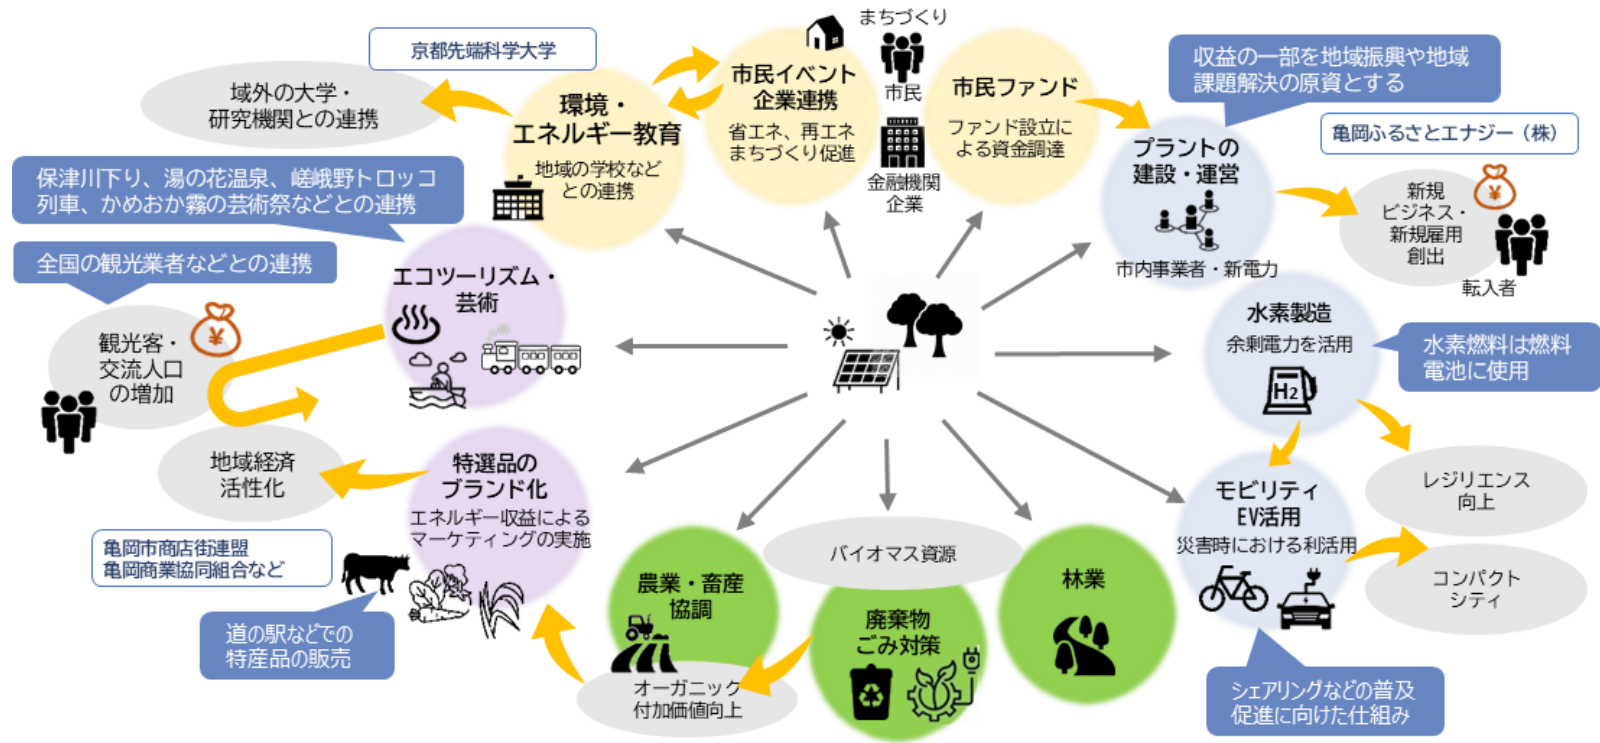 まちづくり
市民
金融機関
企業
京都先端科学大学
域外の大学・
研究機関との連携
環境・
エネルギー教育
地域の学校など
との連携
市民イベント
企業連携
省エネ、再エネ
まちづくり促進
市民ファンド
ファンド設立に
よる資金調達
収益の一部を地域振興や地域
課題解決の原資とする
亀岡ふるさとエナジー（株）
プラントの
建設・運営
市内事業者・新電力
新規
ビジネス・
新規雇用
創出
¥
転入者
保津川下り、湯の花温泉、嵯峨野トロッコ
列車、かめおか霧の芸術祭などとの連携
全国の観光業者などとの連携
エコツーリズム・
芸術
観光客・
交流人口
の増加
¥
水素製造
余剰電力を活用
H2
水素燃料は燃料
電池に使用
地域経済
活性化
特選品の
ブランド化
エネルギー収益による
マーケティングの実施
亀岡市商店街連盟
亀岡商業協同組合など
道の駅などでの
特産品の販売
モビリティ
EV活用
災害時における利活用
レジリエンス
向上
コンパクト
シティ
シェアリングなどの普及
促進に向けた仕組み
バイオマス資源
農業・畜産
協調
オーガニック
付加価値向上
廃棄物
ごみ対策
林業